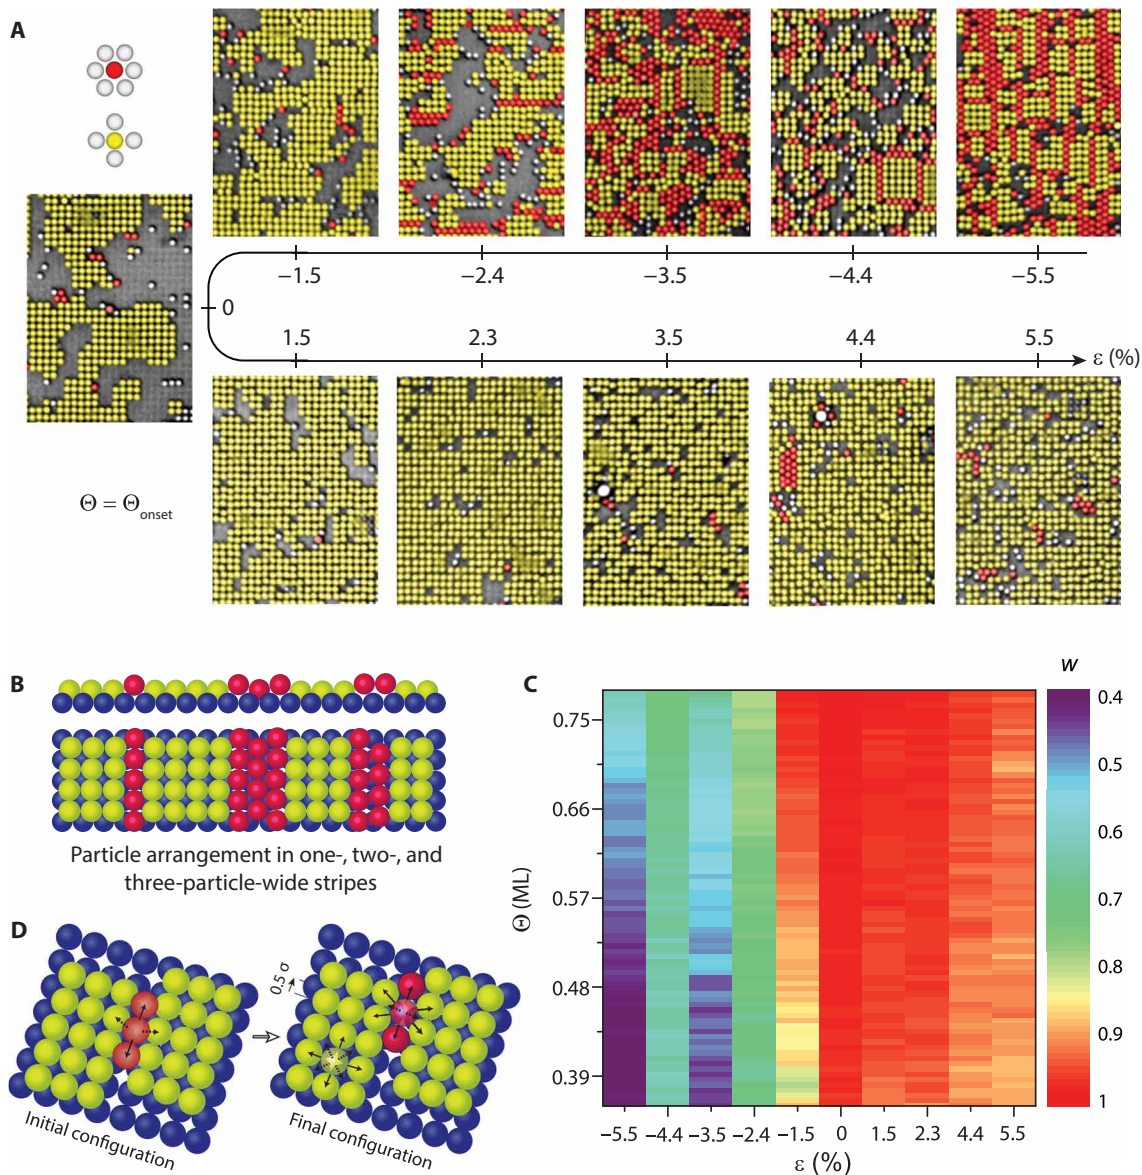 A
−1.5
−2.4
−3.5
−4.4
−5.5
0
1.5
2.3
3.5
4.4
5.5
ε (%)
Θ = Θonset
B
Particle arrangement in one-, two-, and
three-particle-wide stripes
C
w
0.4
0.5
0.6
0.7
0.8
0.9
1
Θ (ML)
0.75
0.66
0.57
0.48
0.39
−5.5
−4.4
−3.5
−2.4
−1.5
0
1.5
2.3
4.4
5.5
ε (%)
D
0.5 σ
Initial configuration
Final configuration